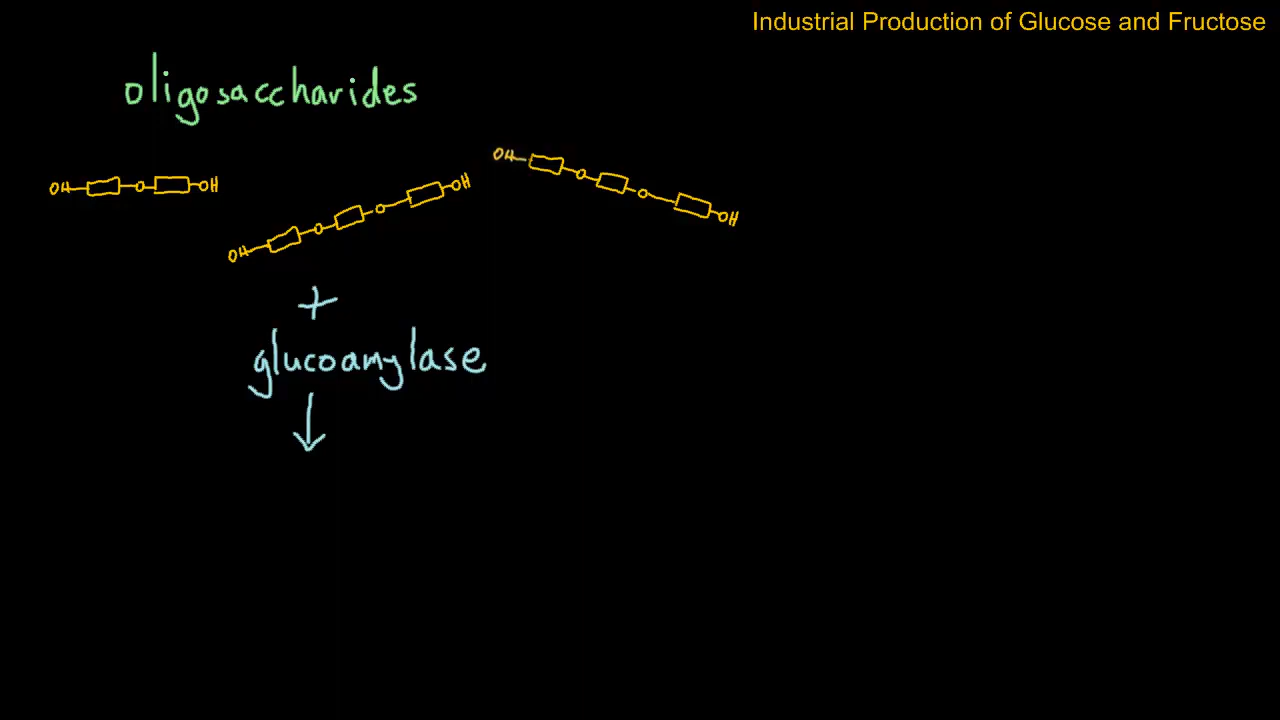 Industrial Production of Glucose and Fructose
oligosaccharides
OH O OH
OH O O OH
OH O O OH
+
glucoamylase